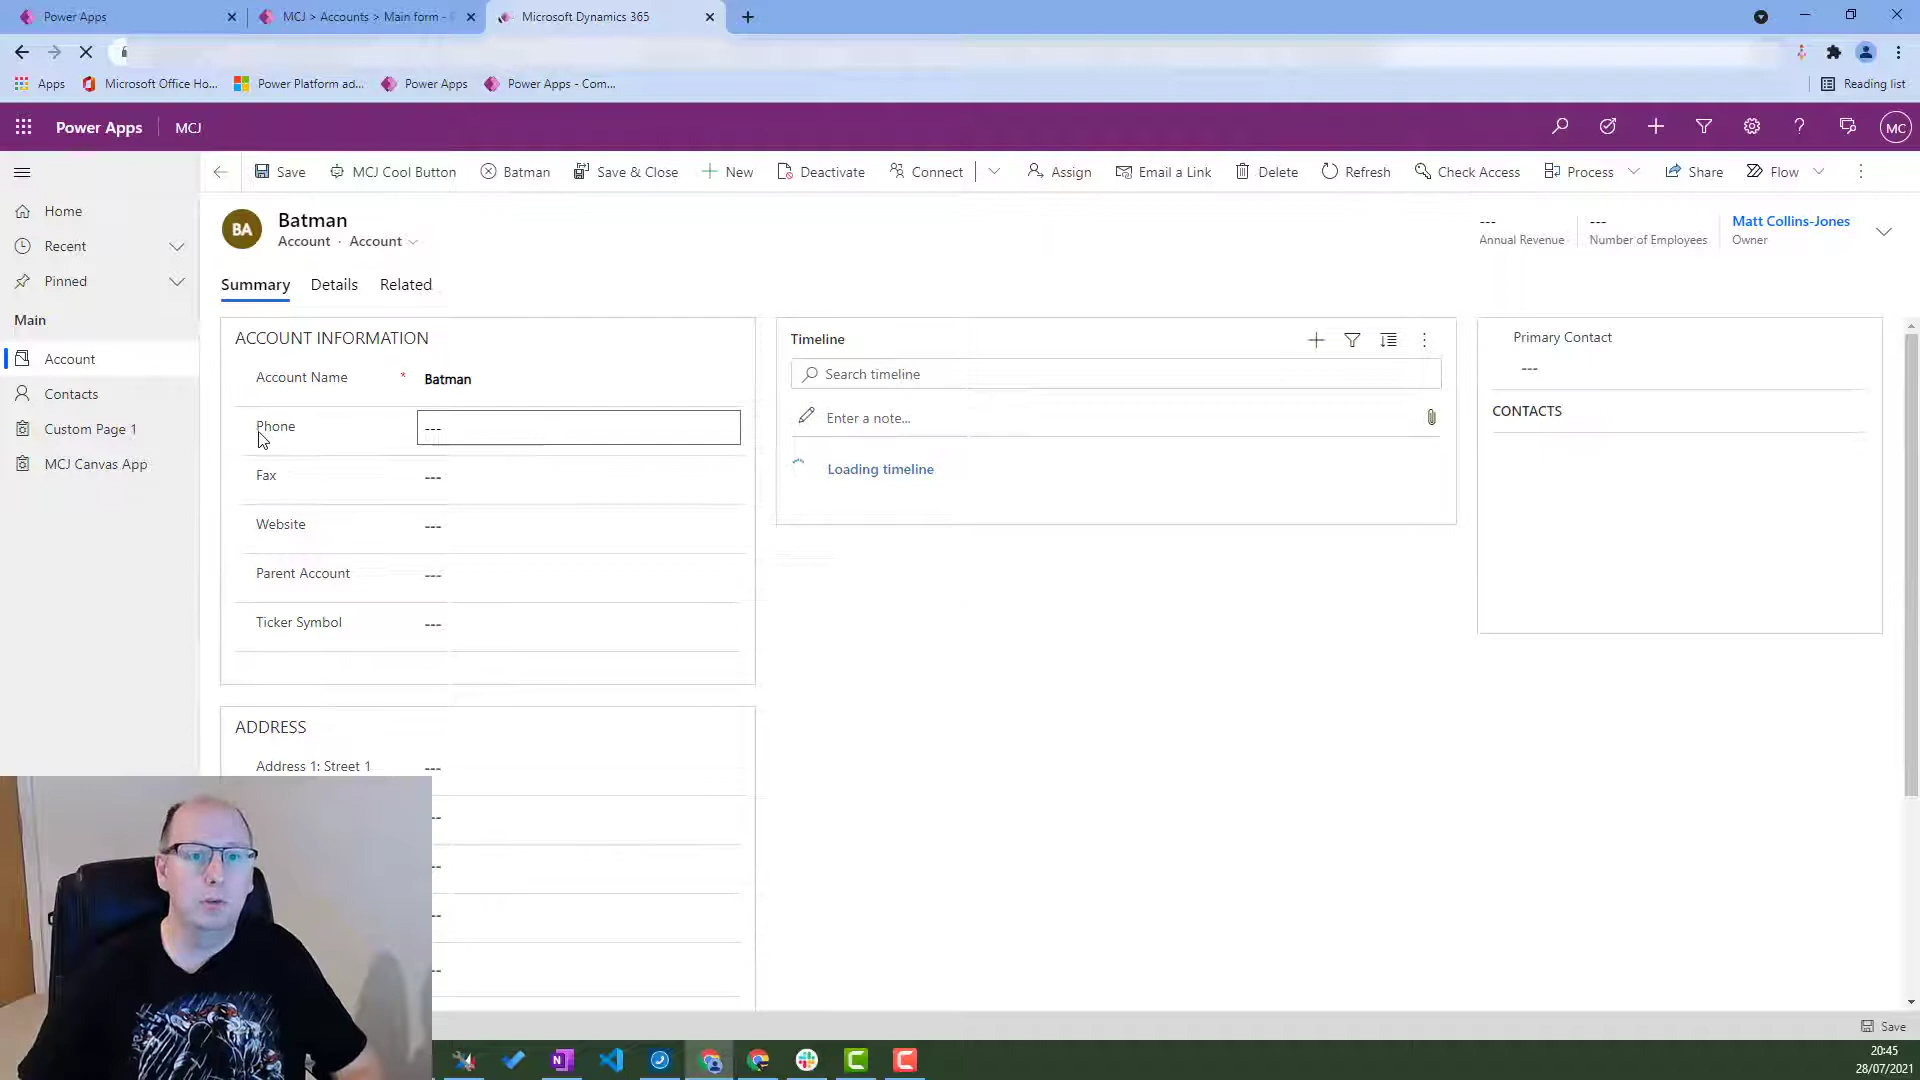 Power Apps
MCJ > Accounts > Main form -
Microsoft Dynamics 365
Apps
Microsoft Office Ho...
Power Platform ad...
Power Apps
Power Apps - Com...
Reading list
Power Apps
MCJ
MC
Save
MCJ Cool Button
Batman
Save & Close
New
Deactivate
Connect
Assign
Email a Link
Delete
Refresh
Check Access
Process
Share
Flow
Home
Recent
Pinned
Main
Account
Contacts
Custom Page 1
MCJ Canvas App
BA
Batman
Account · Account
---
Annual Revenue
---
Number of Employees
Matt Collins-Jones
Owner
Summary
Details
Related
ACCOUNT INFORMATION
Account Name * Batman
Phone ---
Fax ---
Website ---
Parent Account ---
Ticker Symbol ---
ADDRESS
Address 1: Street 1 ---
Timeline
Search timeline
Enter a note...
Loading timeline
Primary Contact
---
CONTACTS
Save
20:45
28/07/2021